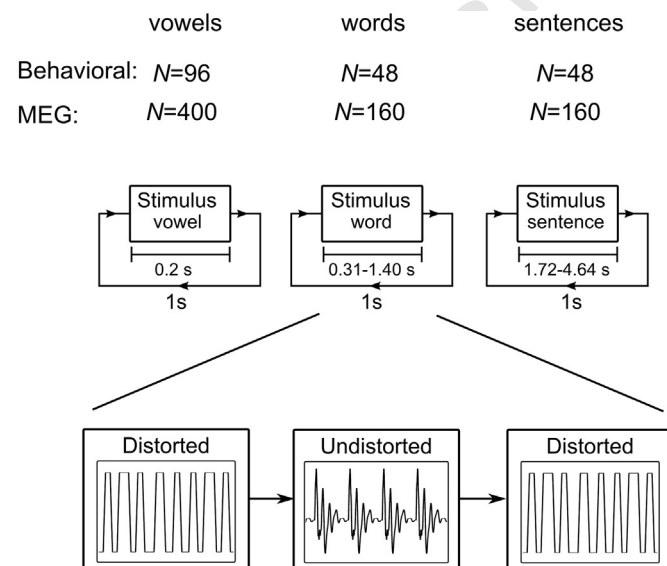 vowels words sentences
Behavioral: N=96 N=48 N=48
MEG: N=400 N=160 N=160
Stimulus Stimulus Stimulus
vowel word sentence
0.2 s 0.31-1.40 s 1.72-4.64 s
1s 1s 1s
Distorted Undistorted Distorted